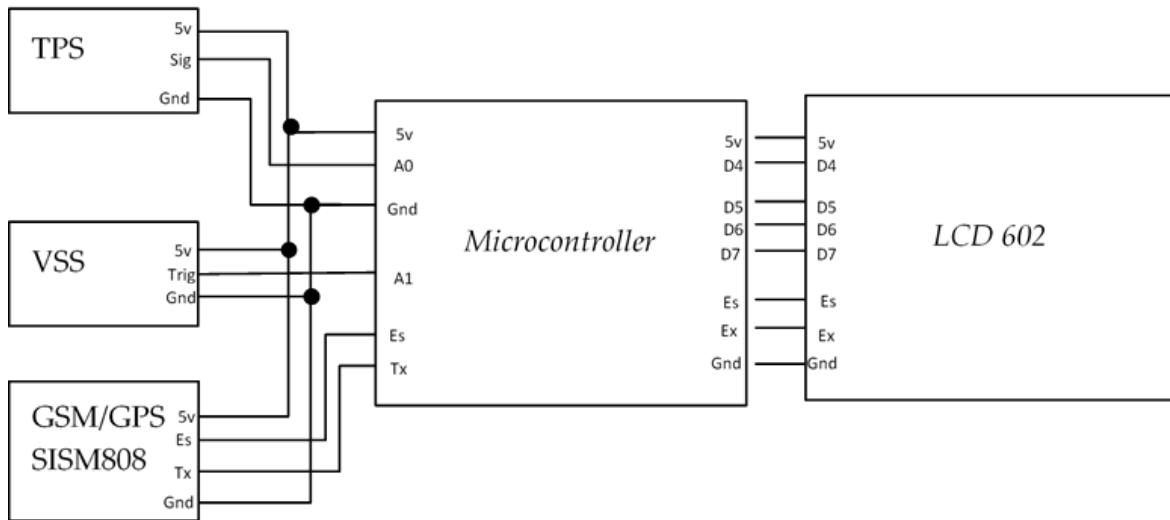 TPS
5v
Sig
Gnd
VSS
5v
Trig
Gnd
GSM/GPS
SISM808
5v
Es
Tx
Gnd
Microcontroller
5v
A0
Gnd
A1
Es
Tx
5v
D4
D5
D6
D7
Es
Ex
Gnd
LCD 602
5v
D4
D5
D6
D7
Es
Ex
Gnd